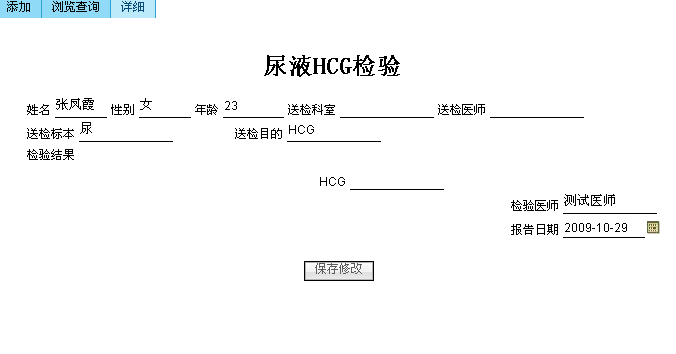 添加 浏览查询 详细
尿液HCG检验
姓名 张凤霞 性别 女 年龄 23 送检科室 送检医师
送检标本 尿 送检目的 HCG
检验结果
HCG
检验医师 测试医师
报告日期 2009-10-29
保存修改